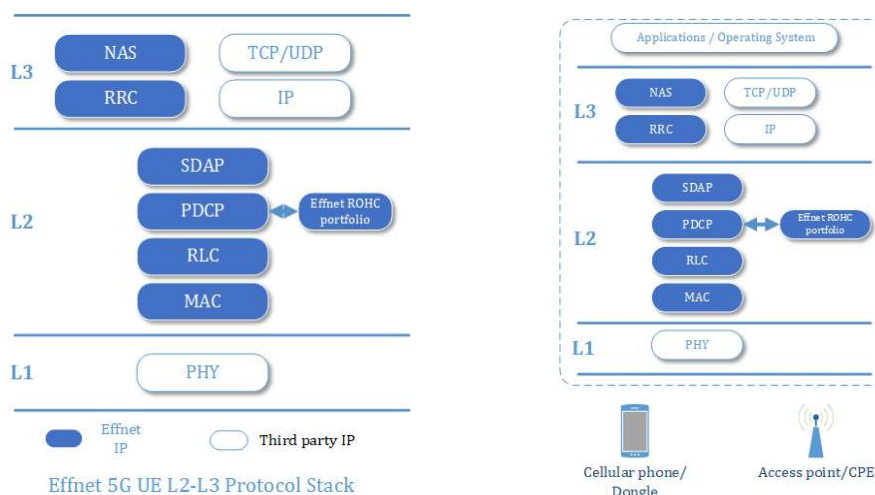 L3
NAS
TCP/UDP
RRC
IP
L2
SDAP
PDCP
Effnet ROHC
portfolio
RLC
MAC
L1
PHY
Effnet
IP
Third party IP
Effnet 5G UE L2-L3 Protocol Stack
Applications / Operating System
L3
NAS
TCP/UDP
RRC
IP
L2
SDAP
PDCP
Effnet ROHC
portfolio
RLC
MAC
L1
PHY
Cellular phone/
Dongle
Access point/CPE